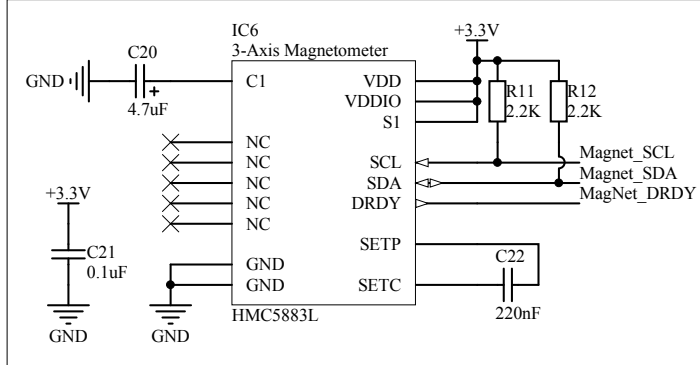 IC6
3-Axis Magnetometer
+3.3V
C20
GND
+
4.7uF
C1
VDD
VDDIO
S1
R11
2.2K
R12
2.2K
NC
NC
NC
NC
NC
SCL
SDA
DRDY
Magnet_SCL
Magnet_SDA
MagNet_DRDY
+3.3V
C21
0.1uF
GND
GND
GND
SETP
SETC
C22
220nF
GND
HMC5883L
GND